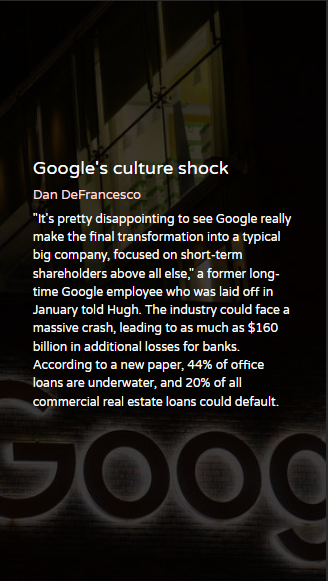 Google's culture shock
Dan DeFrancesco
"It's pretty disappointing to see Google really
make the final transformation into a typical
big company, focused on short-term
shareholders above all else," a former long-
time Google employee who was laid off in
January told Hugh. The industry could face a
massive crash, leading to as much as $160
billion in additional losses for banks.
According to a new paper, 44% of office
loans are underwater, and 20% of all
commercial real estate loans could default.
Goog